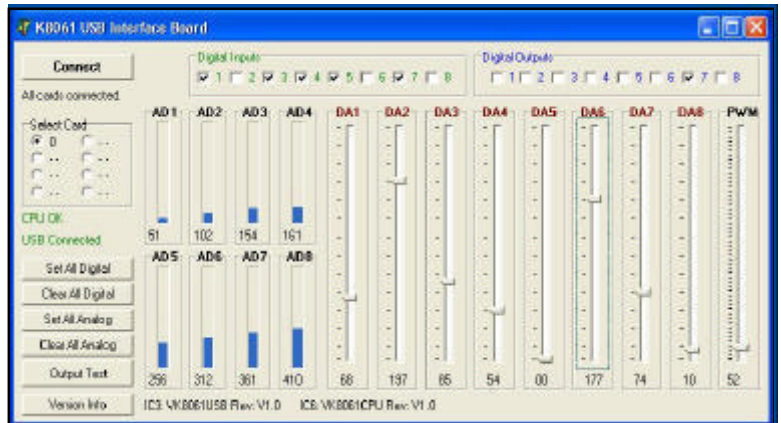 K8061 USB Interface Board
Connect
Digital Inputs
1 2 3 4 5 6 7 8
Digital Outputs
1 2 3 4 5 6 7 8
All cards connected
Select Card
0 --
-- --
-- --
-- --
CPU OK
USB Connected
AD1 AD2 AD3 AD4 DA1 DA2 DA3 DA4 DA5 DA6 DA7 DA8 PWM
51 102 154 161
AD5 AD6 AD7 AD8
Set All Digital
Clear All Digital
Set All Analog
Clear All Analog
Output Test
256 312 361 410 68 197 85 54 00 177 74 10 52
Version Info
IC3: VK8061USB Rev: V1.0 IC6: VK8061CPU Rev: V1.0